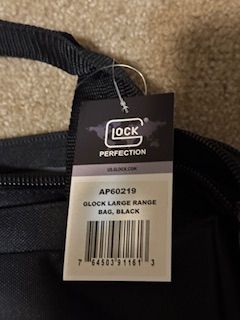 GLOCK
PERFECTION
US.GLOCK.COM
AP60219
GLOCK LARGE RANGE
BAG, BLACK
7 64503 91161 3